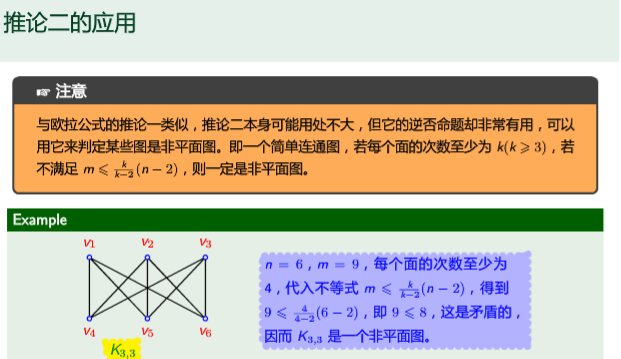 推论二的应用
☞ 注意
与欧拉公式的推论一类似，推论二本身可能用处不大，但它的逆否命题却非常有用，可以
用它来判定某些图是非平面图。即一个简单连通图，若每个面的次数至少为 k(k ⩾ 3)，若
不满足 m ⩽ k/(k−2) (n − 2)，则一定是非平面图。
Example
v1 v2 v3
n = 6，m = 9，每个面的次数至少为
4，代入不等式 m ⩽ k/(k−2) (n − 2)，得到
9 ⩽ 4/(4−2) (6 − 2)，即 9 ⩽ 8，这是矛盾的，
因而 K3,3 是一个非平面图。
v4 v5 v6
K3,3